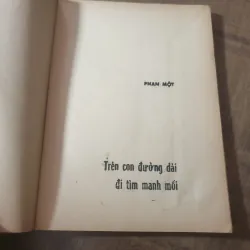 PHẦN MỘT
Trên con đường dài
đi tìm manh mối